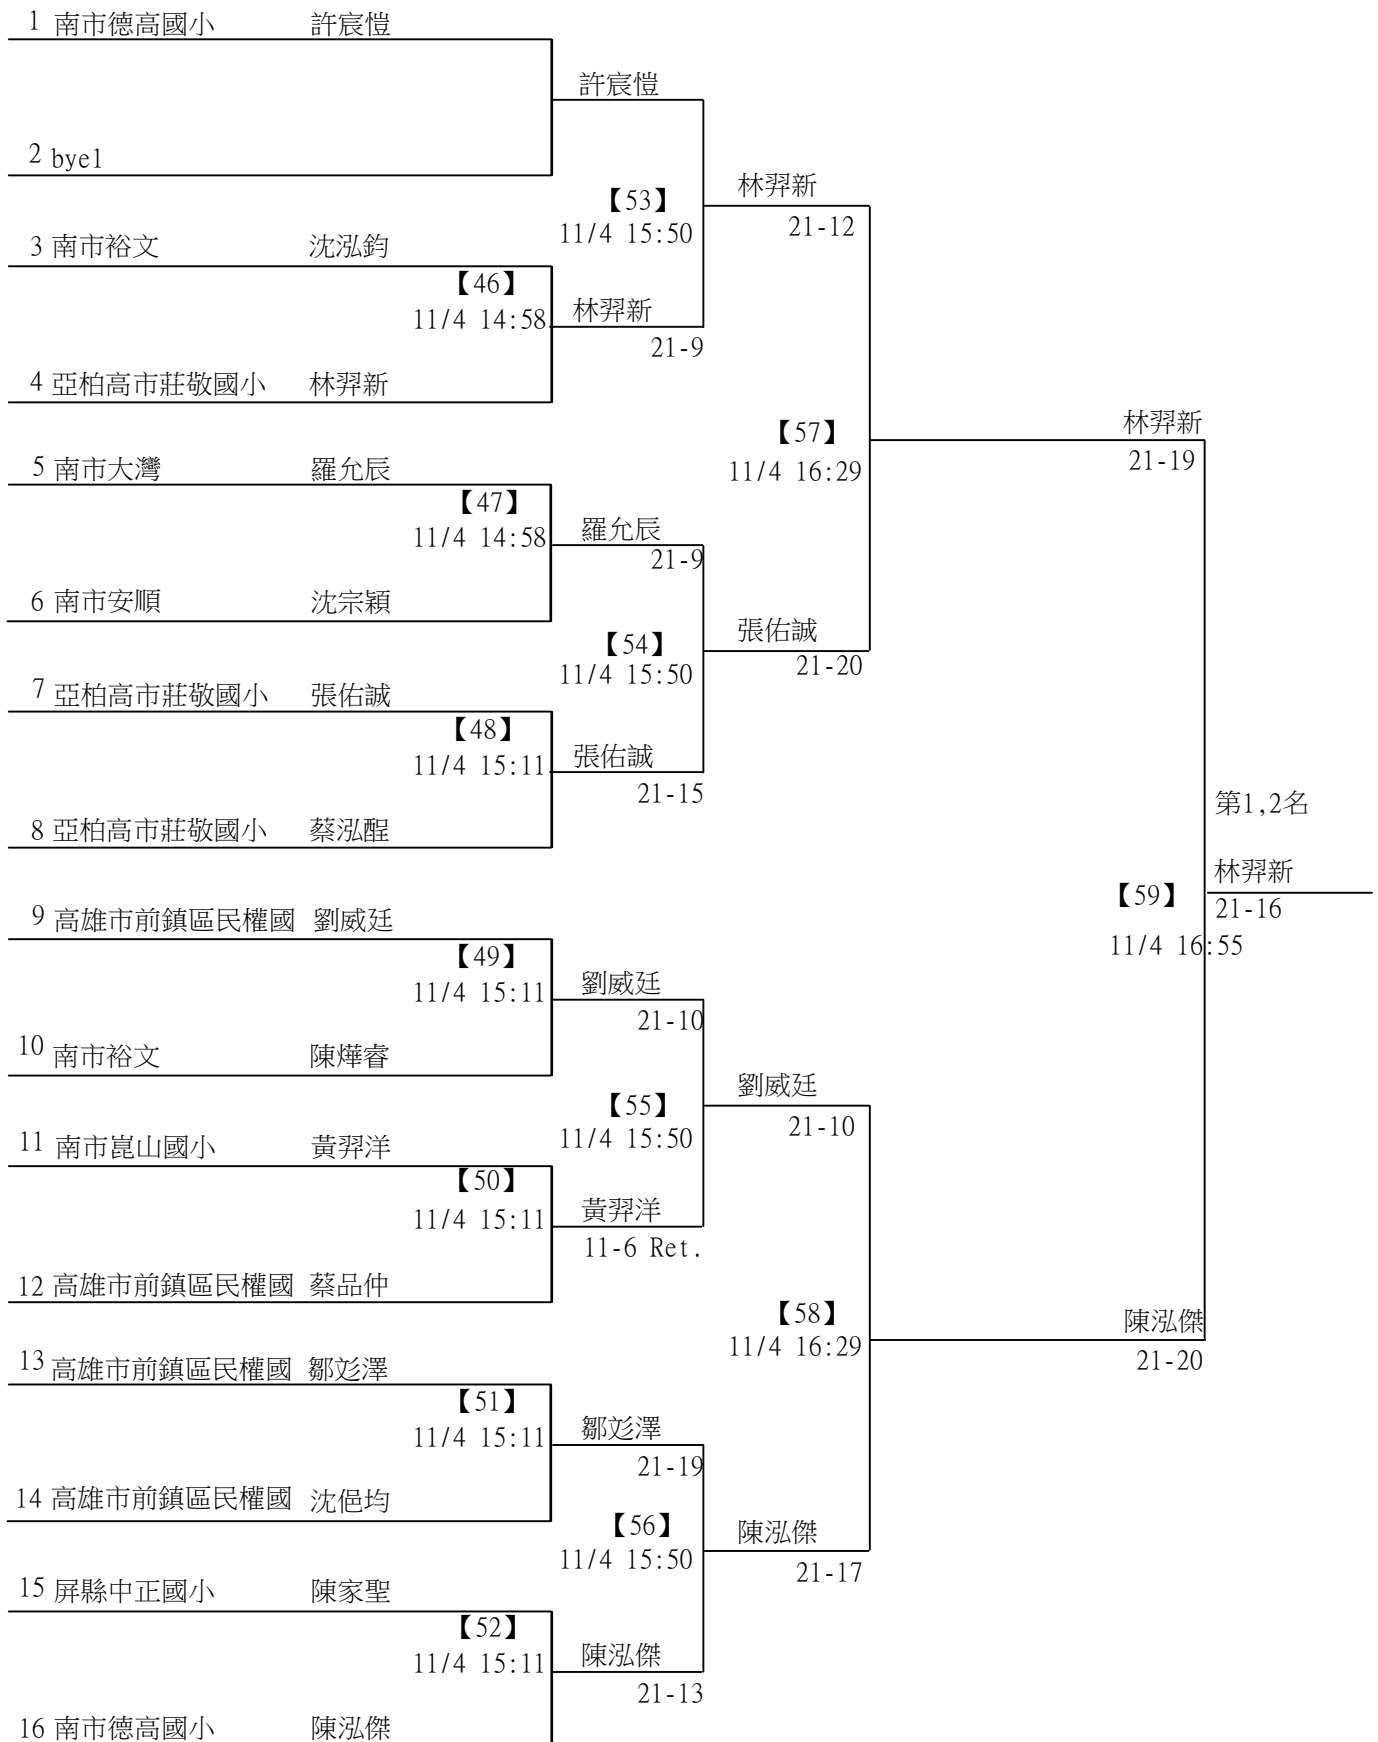 1 南市德高國小 許宸愷
許宸愷
2 bye1
【53】
11/4 15:50
林羿新
21-12
3 南市裕文 沈泓鈞
【46】
11/4 14:58
林羿新
21-9
4 亞柏高市莊敬國小 林羿新
【57】
11/4 16:29
林羿新
21-19
5 南市大灣 羅允辰
【47】
11/4 14:58
羅允辰
21-9
6 南市安順 沈宗穎
【54】
11/4 15:50
張佑誠
21-20
7 亞柏高市莊敬國小 張佑誠
【48】
11/4 15:11
張佑誠
21-15
8 亞柏高市莊敬國小 蔡泓酲
第1,2名
林羿新
【59】
21-16
11/4 16:55
9 高雄市前鎮區民權國 劉威廷
【49】
11/4 15:11
劉威廷
21-10
10 南市裕文 陳燁睿
【55】
11/4 15:50
劉威廷
21-10
11 南市崑山國小 黃羿洋
【50】
11/4 15:11
黃羿洋
11-6 Ret.
12 高雄市前鎮區民權國 蔡品仲
【58】
11/4 16:29
陳泓傑
21-20
13 高雄市前鎮區民權國 鄒彣澤
【51】
11/4 15:11
鄒彣澤
21-19
14 高雄市前鎮區民權國 沈俋均
【56】
11/4 15:50
陳泓傑
21-17
15 屏縣中正國小 陳家聖
【52】
11/4 15:11
陳泓傑
21-13
16 南市德高國小 陳泓傑